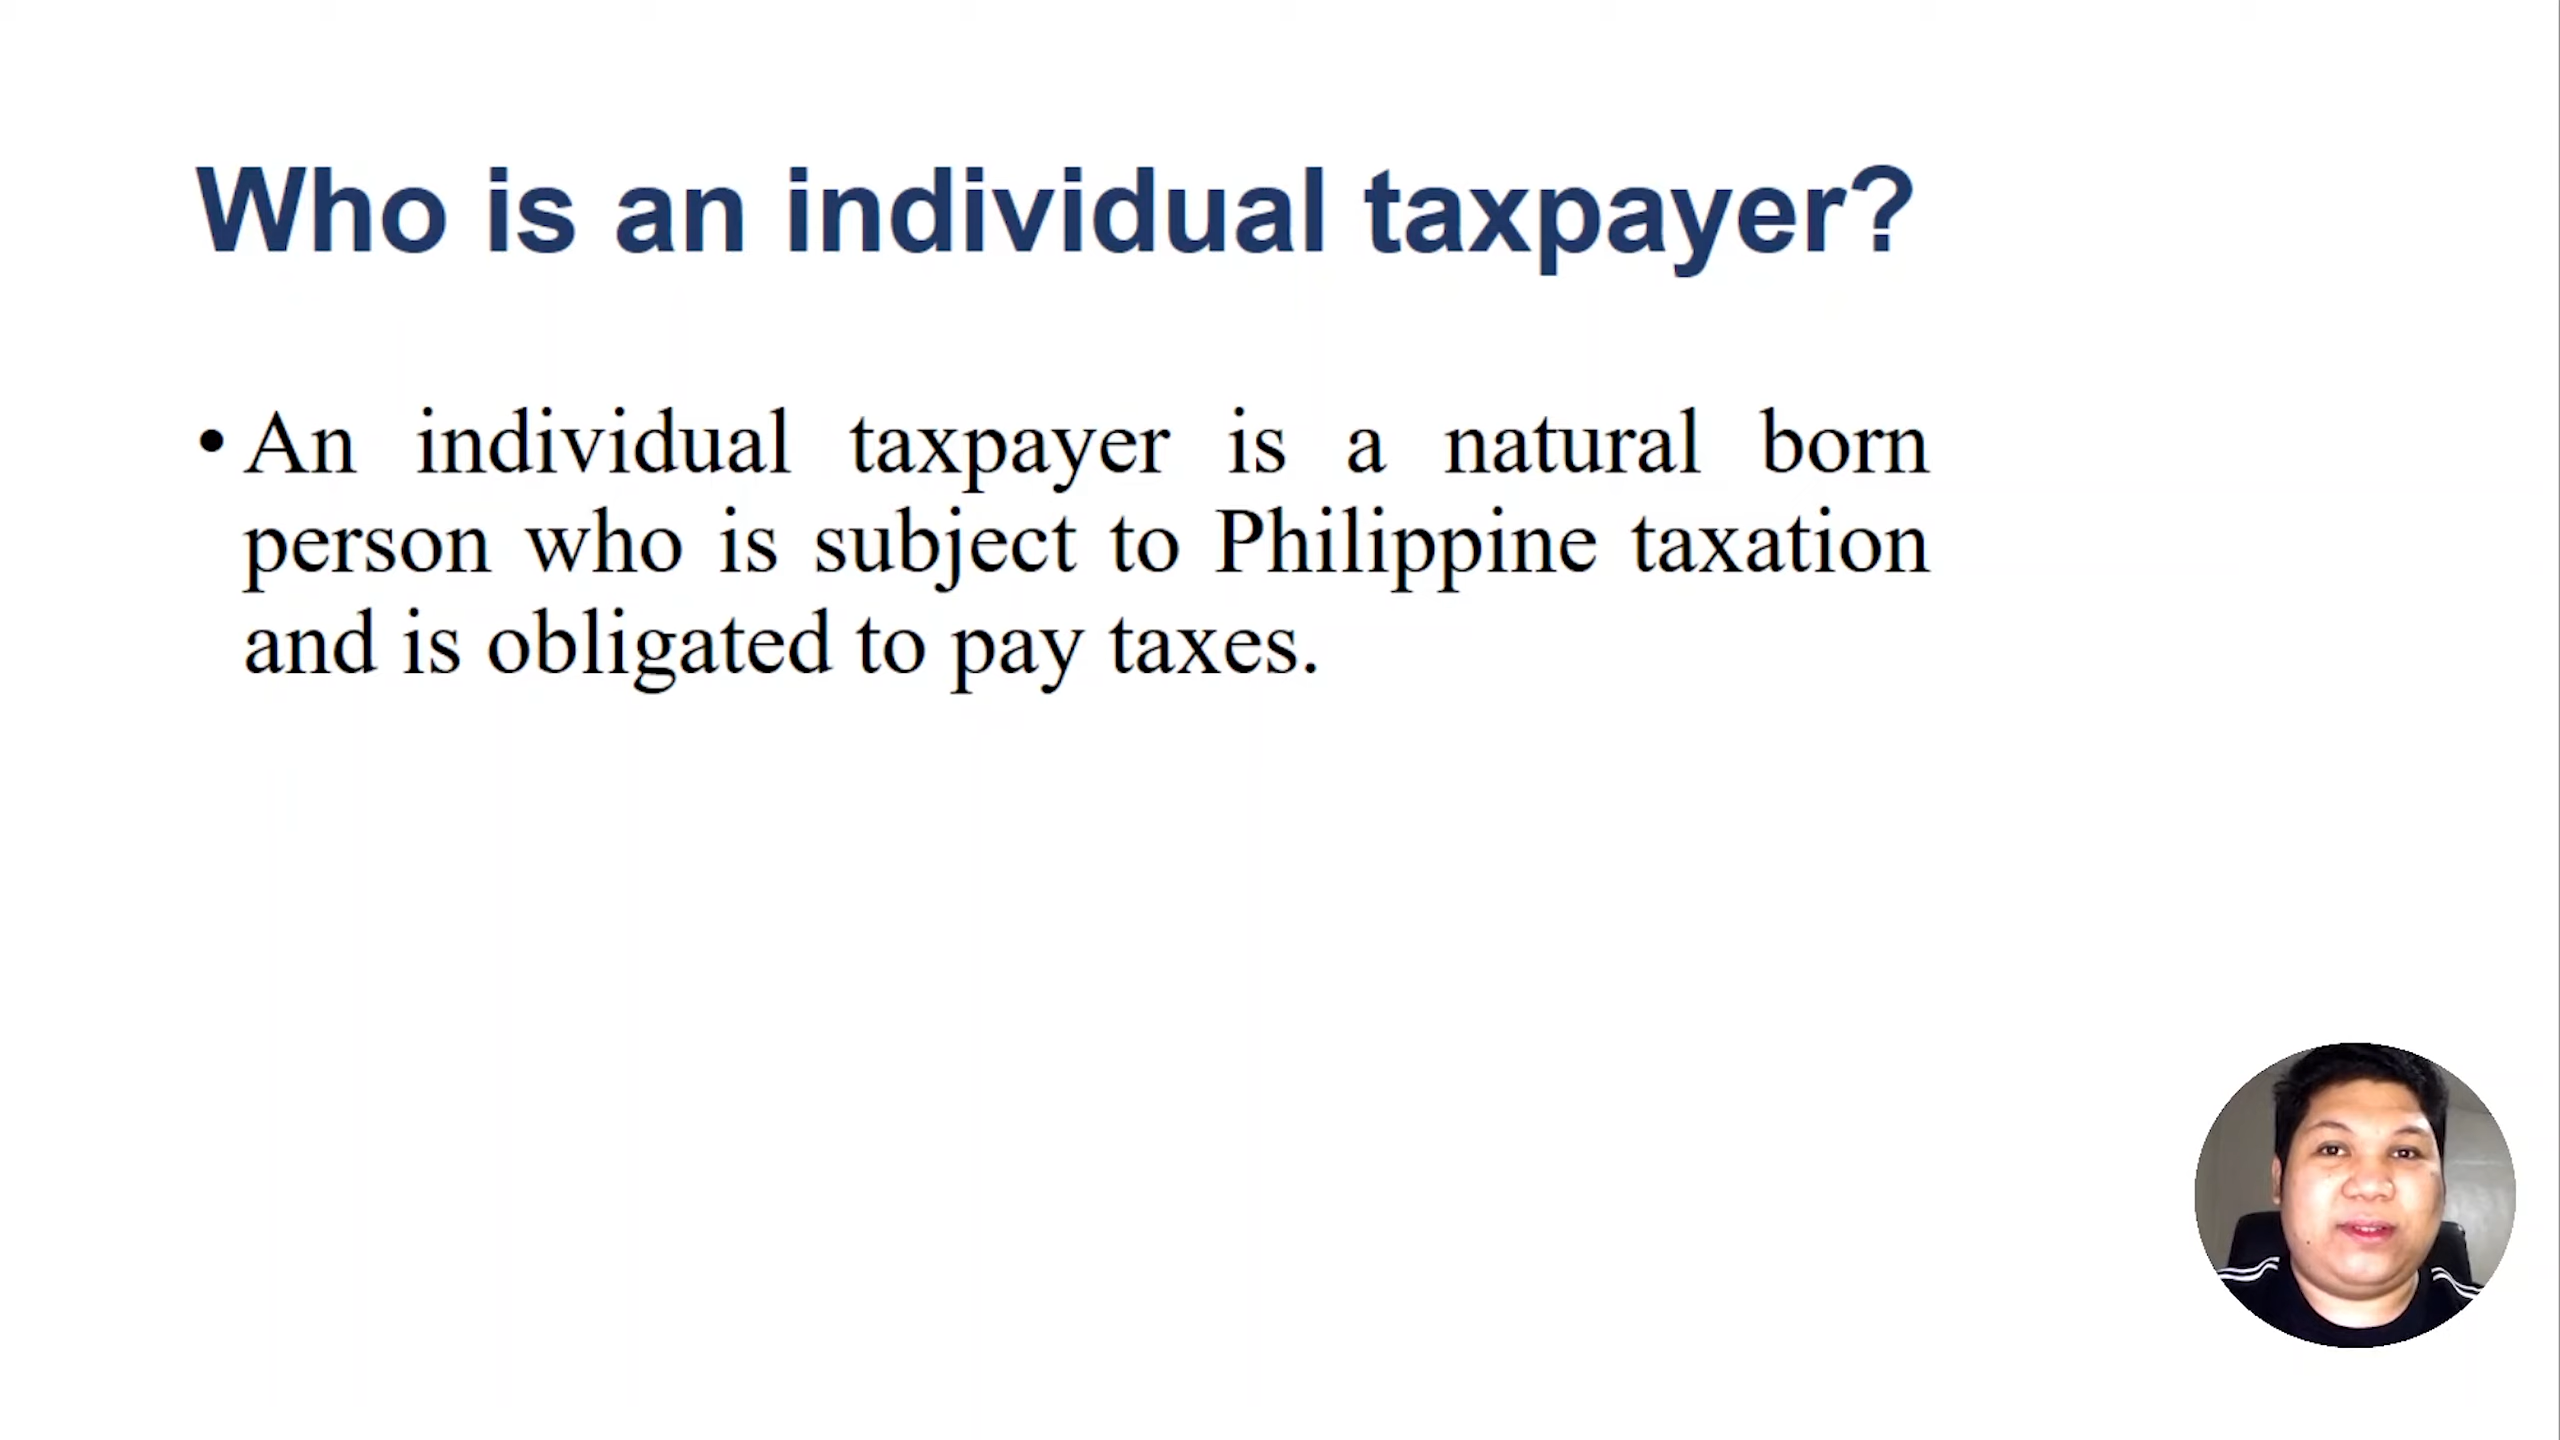 Who is an individual taxpayer?
• An individual taxpayer is a natural born
person who is subject to Philippine taxation
and is obligated to pay taxes.